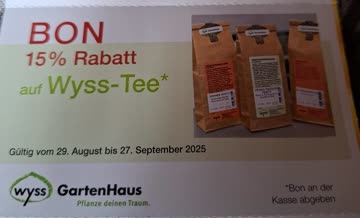 BON
15% Rabatt
auf Wyss-Tee*
Gültig vom 29. August bis 27. September 2025
wyss GartenHaus
Pflanze deinen Traum.
*Bon an der
Kasse abgeben